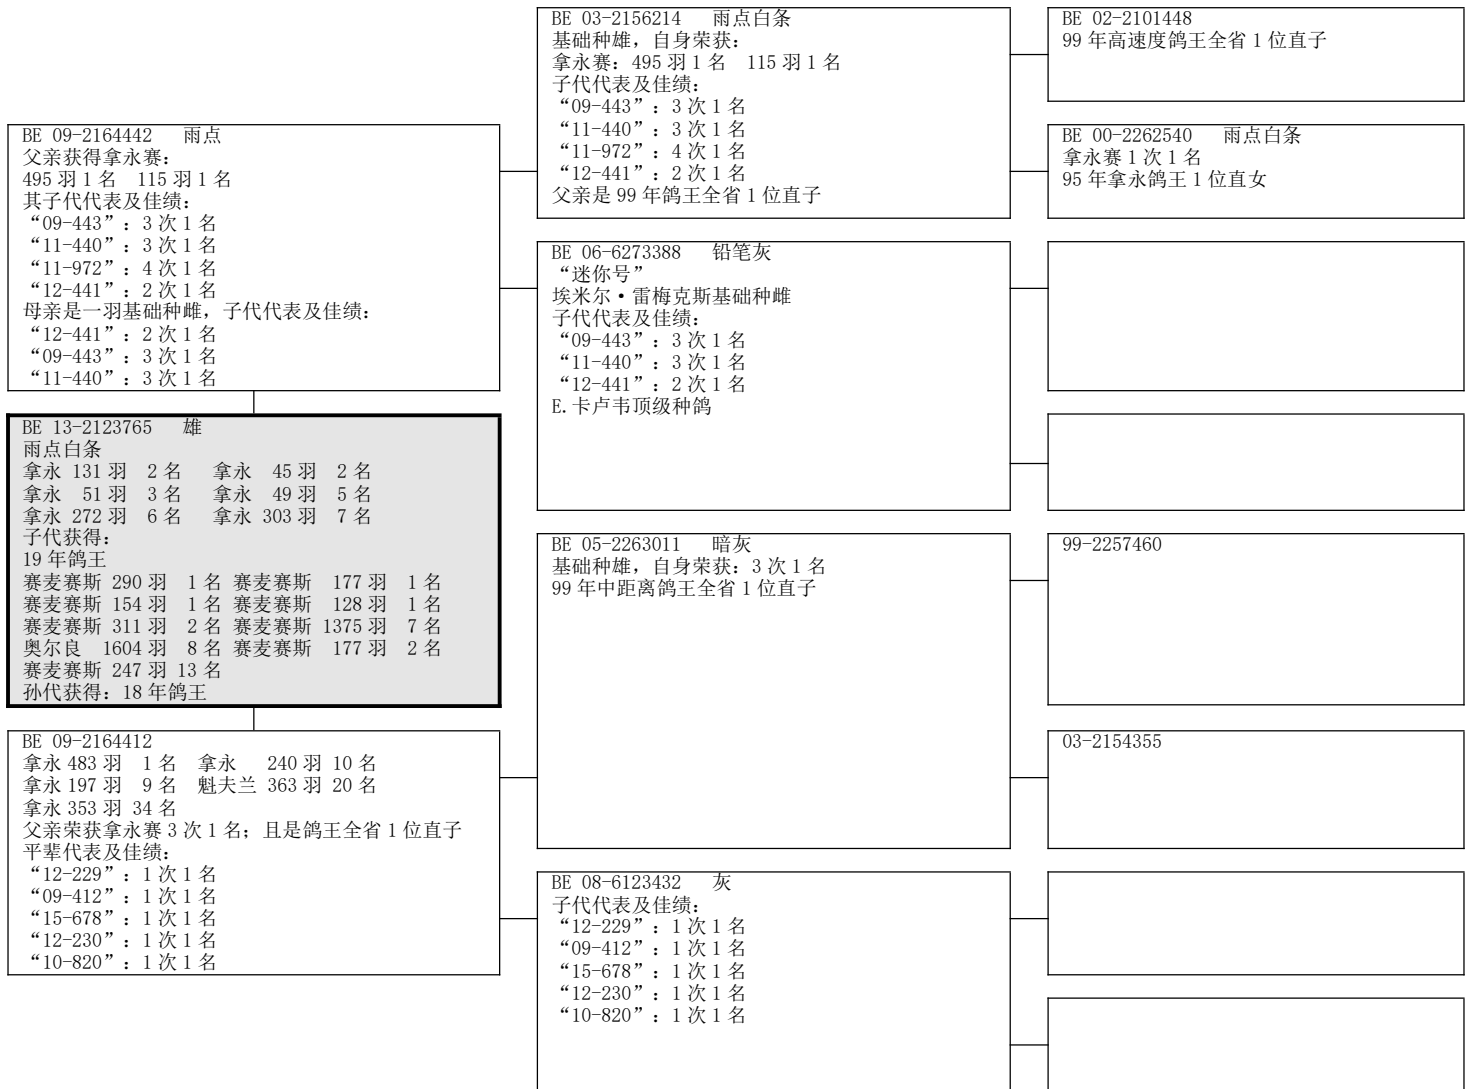 BE 09-2164442 雨点
父亲获得拿永赛：
495 羽 1 名 115 羽 1 名
其子代代表及佳绩：
“09-443”：3 次 1 名
“11-440”：3 次 1 名
“11-972”：4 次 1 名
“12-441”：2 次 1 名
母亲是一羽基础种雌，子代代表及佳绩：
“12-441”：2 次 1 名
“09-443”：3 次 1 名
“11-440”：3 次 1 名
BE 13-2123765 雄
雨点白条
拿永 131 羽 2 名 拿永 45 羽 2 名
拿永 51 羽 3 名 拿永 49 羽 5 名
拿永 272 羽 6 名 拿永 303 羽 7 名
子代获得：
19 年鸽王
赛麦赛斯 290 羽 1 名 赛麦赛斯 177 羽 1 名
赛麦赛斯 154 羽 1 名 赛麦赛斯 128 羽 1 名
赛麦赛斯 311 羽 2 名 赛麦赛斯 1375 羽 7 名
奥尔良 1604 羽 8 名 赛麦赛斯 177 羽 2 名
赛麦赛斯 247 羽 13 名
孙代获得：18 年鸽王
BE 09-2164412
拿永 483 羽 1 名 拿永 240 羽 10 名
拿永 197 羽 9 名 魁夫兰 363 羽 20 名
拿永 353 羽 34 名
父亲荣获拿永赛 3 次 1 名；且是鸽王全省 1 位直子
平辈代表及佳绩：
“12-229”：1 次 1 名
“09-412”：1 次 1 名
“15-678”：1 次 1 名
“12-230”：1 次 1 名
“10-820”：1 次 1 名
BE 03-2156214 雨点白条
基础种雄，自身荣获：
拿永赛：495 羽 1 名 115 羽 1 名
子代代表及佳绩：
“09-443”：3 次 1 名
“11-440”：3 次 1 名
“11-972”：4 次 1 名
“12-441”：2 次 1 名
父亲是 99 年鸽王全省 1 位直子
BE 06-6273388 铅笔灰
“迷你号”
埃米尔·雷梅克斯基础种雌
子代代表及佳绩：
“09-443”：3 次 1 名
“11-440”：3 次 1 名
“12-441”：2 次 1 名
E.卡卢韦顶级种鸽
BE 05-2263011 暗灰
基础种雄，自身荣获：3 次 1 名
99 年中距离鸽王全省 1 位直子
BE 08-6123432 灰
子代代表及佳绩：
“12-229”：1 次 1 名
“09-412”：1 次 1 名
“15-678”：1 次 1 名
“12-230”：1 次 1 名
“10-820”：1 次 1 名
BE 02-2101448
99 年高速度鸽王全省 1 位直子
BE 00-2262540 雨点白条
拿永赛 1 次 1 名
95 年拿永鸽王 1 位直女
99-2257460
03-2154355